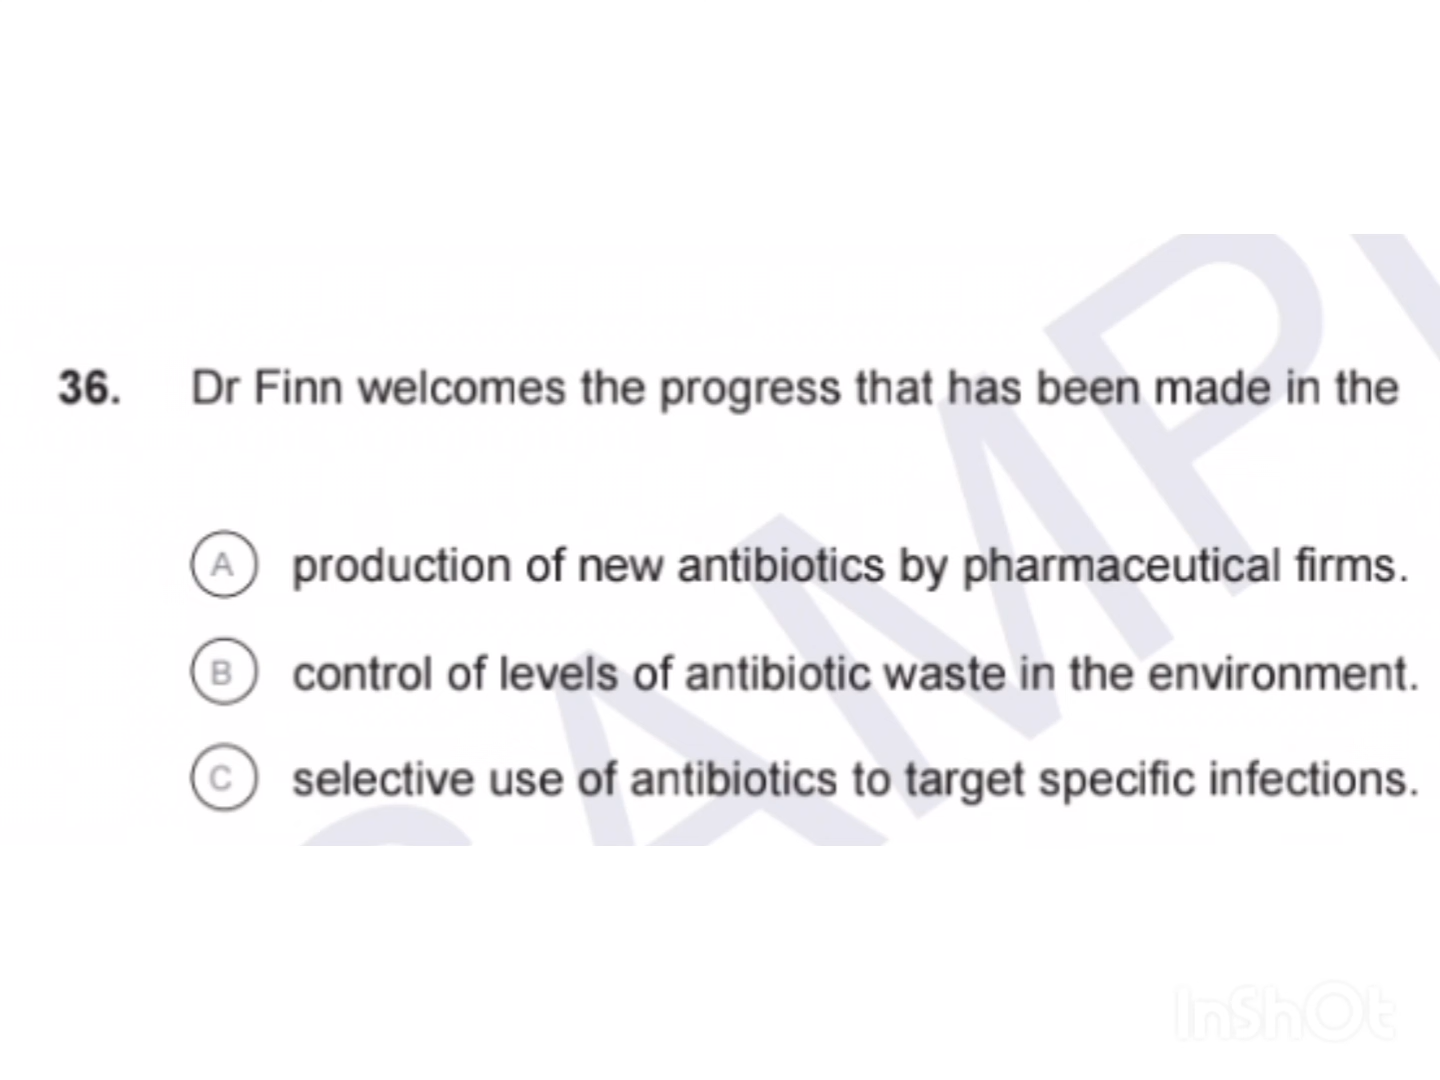 36. Dr Finn welcomes the progress that has been made in the
A production of new antibiotics by pharmaceutical firms.
B control of levels of antibiotic waste in the environment.
C selective use of antibiotics to target specific infections.
SAMPL
InShOt